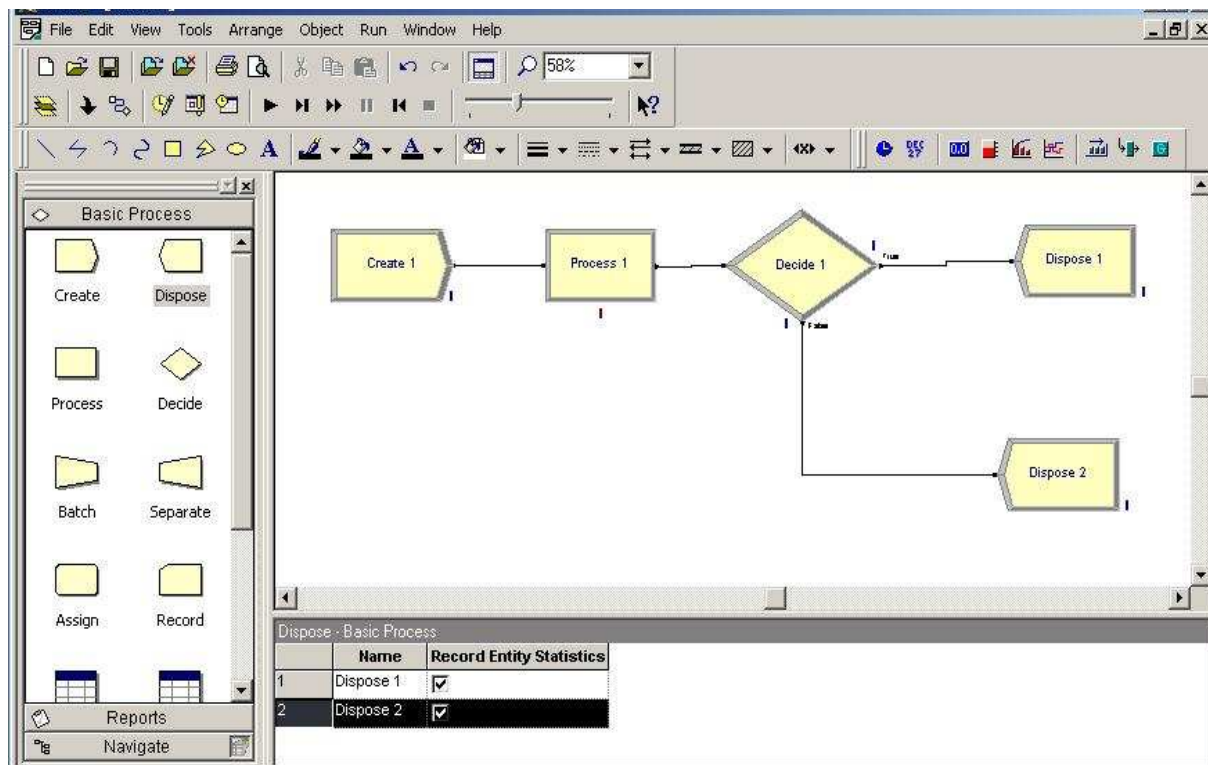 File Edit View Tools Arrange Object Run Window Help
58%
Basic Process
Create Dispose
Process Decide
Batch Separate
Assign Record
Reports
Navigate
Create 1
Process 1
Decide 1
True
False
Dispose 1
Dispose 2
Dispose - Basic Process
Name Record Entity Statistics
1 Dispose 1
2 Dispose 2